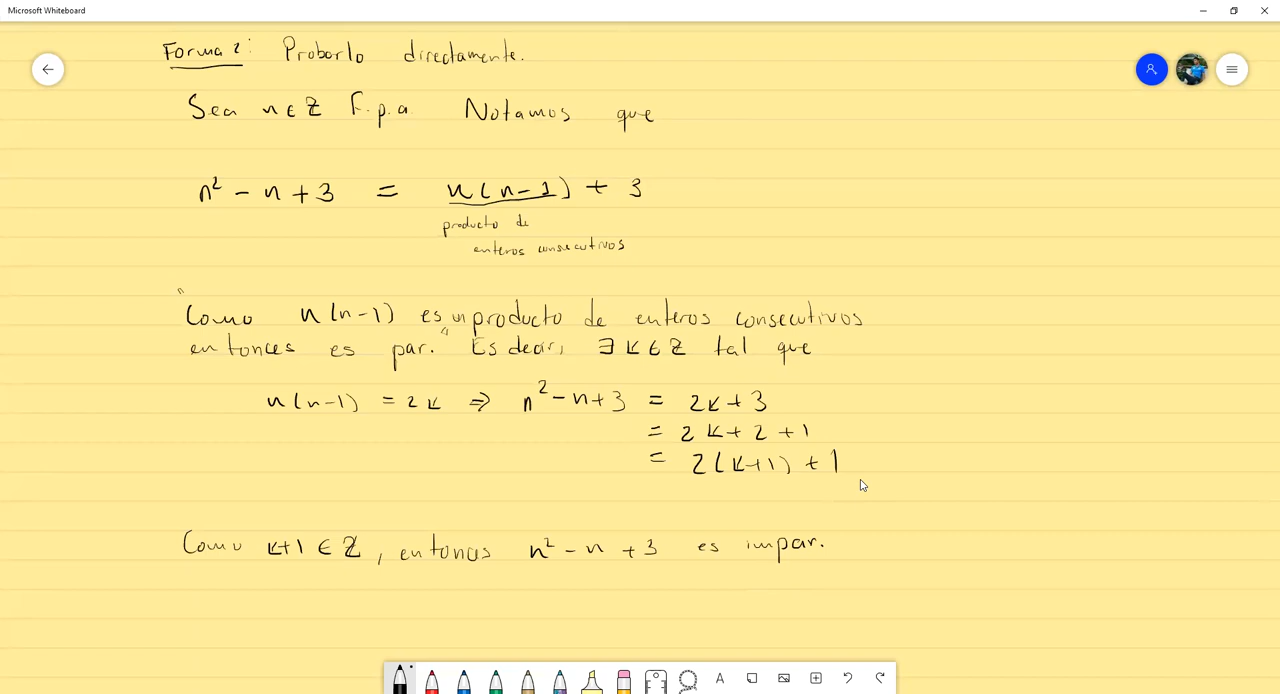 Microsoft Whiteboard
Forma 2: Probarlo directamente.
Sea n ∈ ℤ F.p.a. Notamos que
n² - n + 3 = n(n-1) + 3
producto de
enteros consecutivos
"Como n(n-1) es un producto de enteros consecutivos
entonces es par." Es decir, ∃ k ∈ ℤ tal que
n(n-1) = 2k ⇒ n² - n + 3 = 2k + 3
= 2k + 2 + 1
= 2(k+1) + 1
Como k+1 ∈ ℤ, entonces n² - n + 3 es impar.